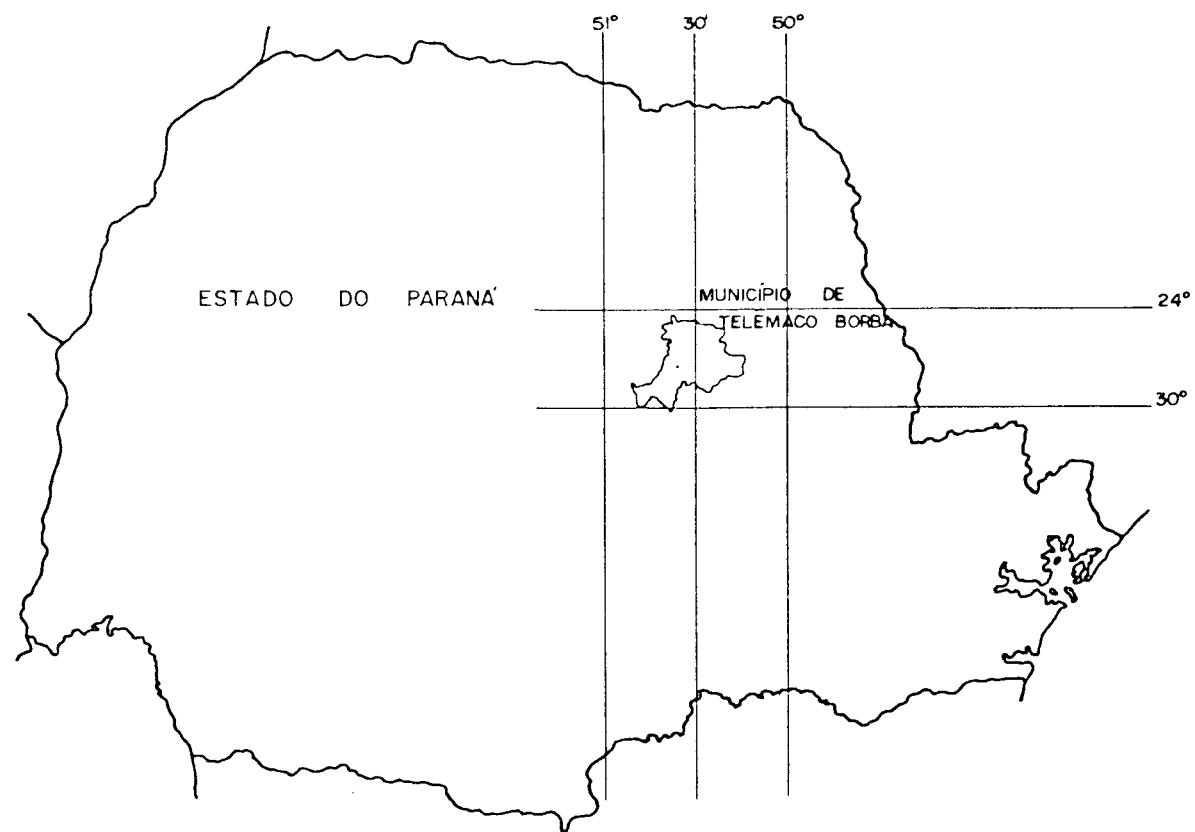 51° 30' 50°
ESTADO DO PARANÁ
MUNICÍPIO DE
TELEMACO BORBA
24°
30°